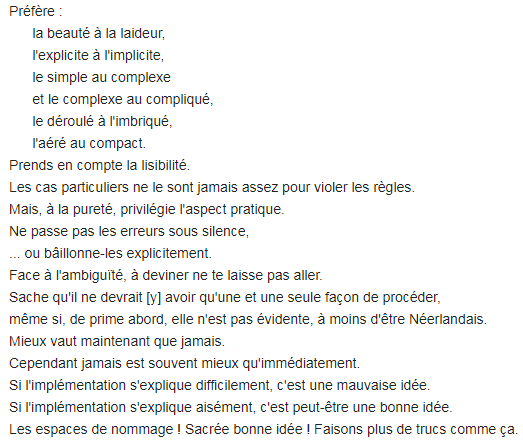 Préfère :
la beauté à la laideur,
l'explicite à l'implicite,
le simple au complexe
et le complexe au compliqué,
le déroulé à l'imbriqué,
l'aéré au compact.
Prends en compte la lisibilité.
Les cas particuliers ne le sont jamais assez pour violer les règles.
Mais, à la pureté, privilégie l'aspect pratique.
Ne passe pas les erreurs sous silence,
... ou bâillonne-les explicitement.
Face à l'ambiguïté, à deviner ne te laisse pas aller.
Sache qu'il ne devrait [y] avoir qu'une et une seule façon de procéder,
même si, de prime abord, elle n'est pas évidente, à moins d'être Néerlandais.
Mieux vaut maintenant que jamais.
Cependant jamais est souvent mieux qu'immédiatement.
Si l'implémentation s'explique difficilement, c'est une mauvaise idée.
Si l'implémentation s'explique aisément, c'est peut-être une bonne idée.
Les espaces de nommage ! Sacrée bonne idée ! Faisons plus de trucs comme ça.